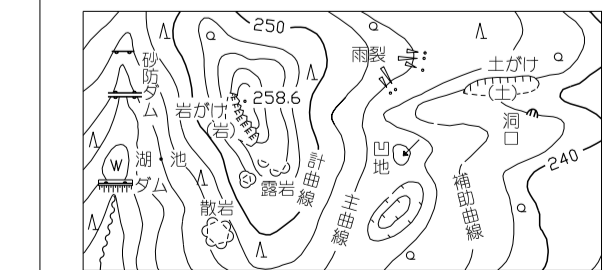 250
砂防ダム
雨裂
土がけ
(土)
258.6
岩がけ
(岩)
洞口
湖・池
W
ダム
計曲線
凹地
240
露岩
主曲線
補助曲線
散岩